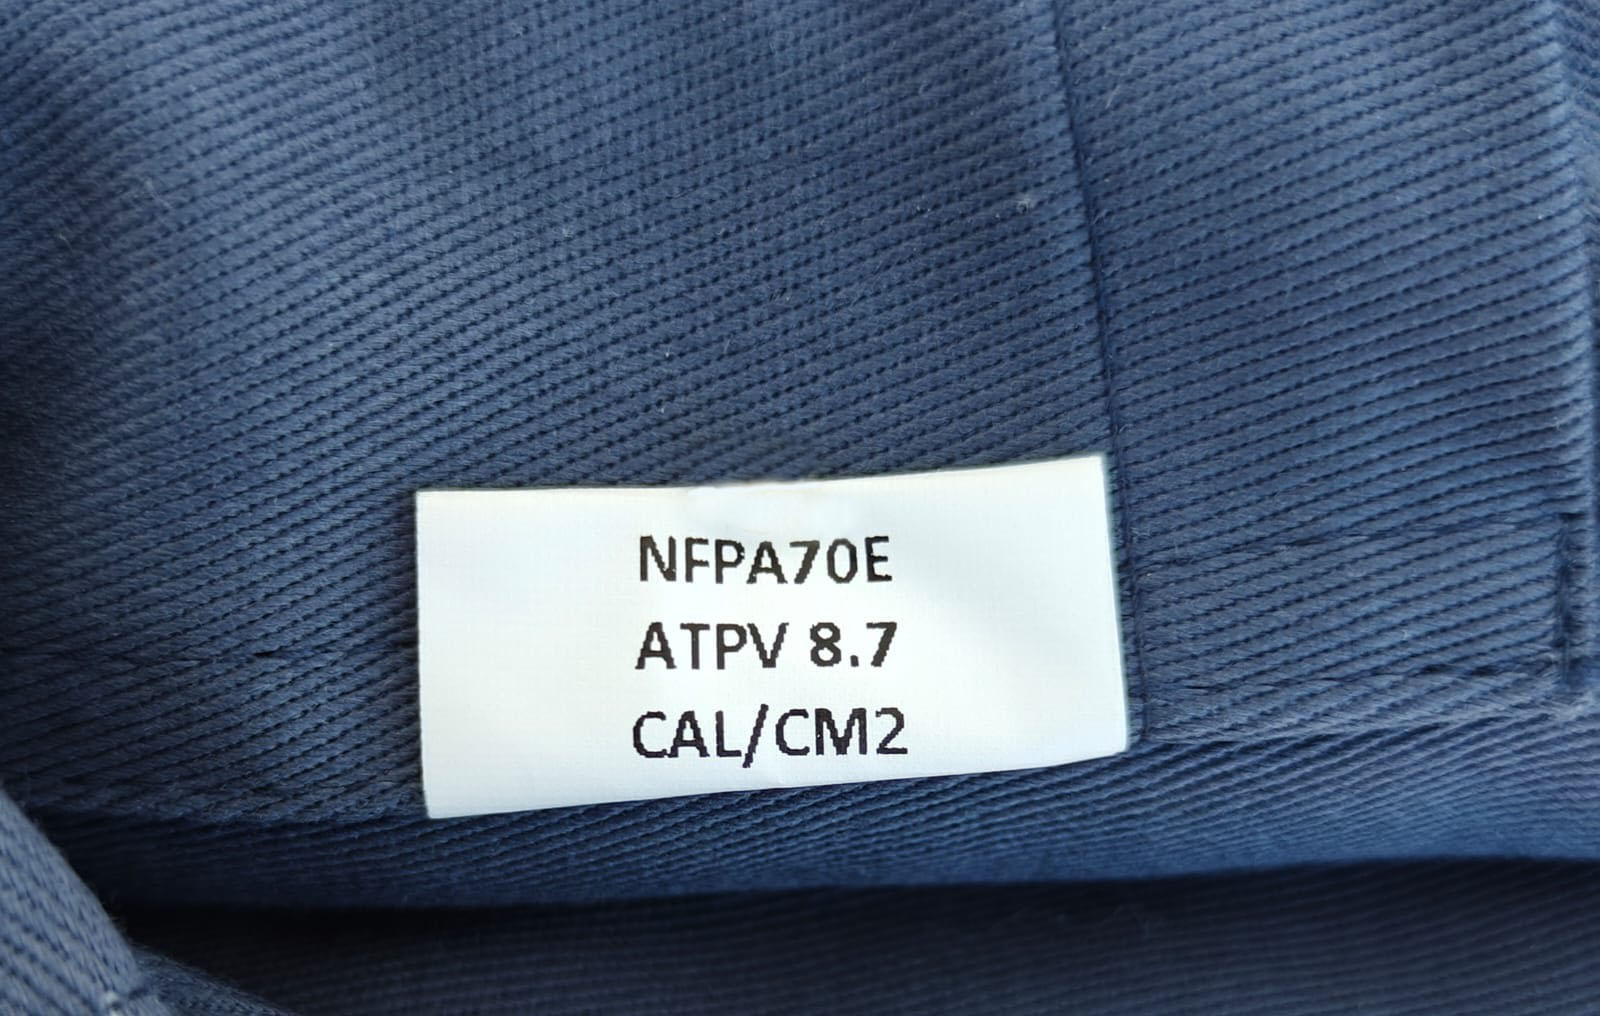 NFPA70E
ATPV 8.7
CAL/CM2